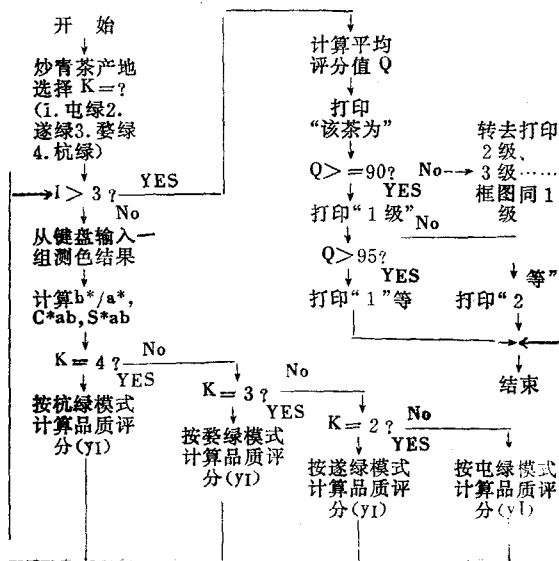 开 始
炒青茶产地
选择 K=?
(1.屯绿2.
遂绿3.婺绿
4.杭绿)
I>3?
YES
No
从键盘输入一
组测色结果
计算b*/a*,
C*ab,S*ab
K=4?
No
YES
按杭绿模式
计算品质评
分(yI)
K=3?
No
YES
按婺绿模式
计算品质评
分(yI)
K=2?
No
YES
按遂绿模式
计算品质评
分(yI)
按屯绿模式
计算品质评
分(yI)
计算平均
评分值 Q
打印
“该茶为”
Q>=90?
No
YES
转去打印
2级、
3级……
框图同1
级
打印“1级”
Q>95?
No
YES
打印“1”等
等”
打印“2
结束